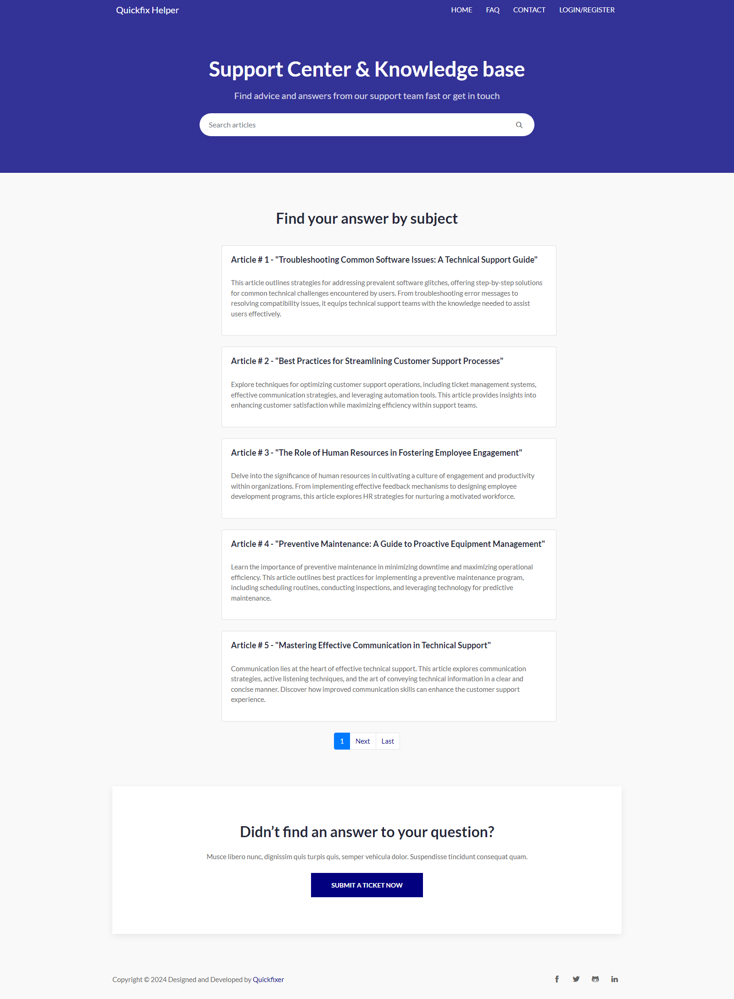 Quickfix Helper
HOME FAQ CONTACT LOGIN/REGISTER
Support Center & Knowledge base
Find advice and answers from our support team fast or get in touch
Search articles
Find your answer by subject
Article # 1 - "Troubleshooting Common Software Issues: A Technical Support Guide"
This article outlines strategies for addressing prevalent software glitches, offering step-by-step solutions
for common technical challenges encountered by users. From troubleshooting error messages to
resolving compatibility issues, it equips technical support teams with the knowledge needed to assist
users effectively.
Article # 2 - "Best Practices for Streamlining Customer Support Processes"
Explore techniques for optimizing customer support operations, including ticket management systems,
effective communication strategies, and leveraging automation tools. This article provides insights into
enhancing customer satisfaction while maximizing efficiency within support teams.
Article # 3 - "The Role of Human Resources in Fostering Employee Engagement"
Delve into the significance of human resources in cultivating a culture of engagement and productivity
within organizations. From implementing effective feedback mechanisms to designing employee
development programs, this article explores HR strategies for nurturing a motivated workforce.
Article # 4 - "Preventive Maintenance: A Guide to Proactive Equipment Management"
Learn the importance of preventive maintenance in minimizing downtime and maximizing operational
efficiency. This article outlines best practices for implementing a preventive maintenance program,
including scheduling routines, conducting inspections, and leveraging technology for predictive
maintenance.
Article # 5 - "Mastering Effective Communication in Technical Support"
Communication lies at the heart of effective technical support. This article explores communication
strategies, active listening techniques, and the art of conveying technical information in a clear and
concise manner. Discover how improved communication skills can enhance the customer support
experience.
1 Next Last
Didn’t find an answer to your question?
Musce libero nunc, dignissim quis turpis quis, semper vehicula dolor. Suspendisse tincidunt consequat quam.
SUBMIT A TICKET NOW
Copyright © 2024 Designed and Developed by Quickfixer